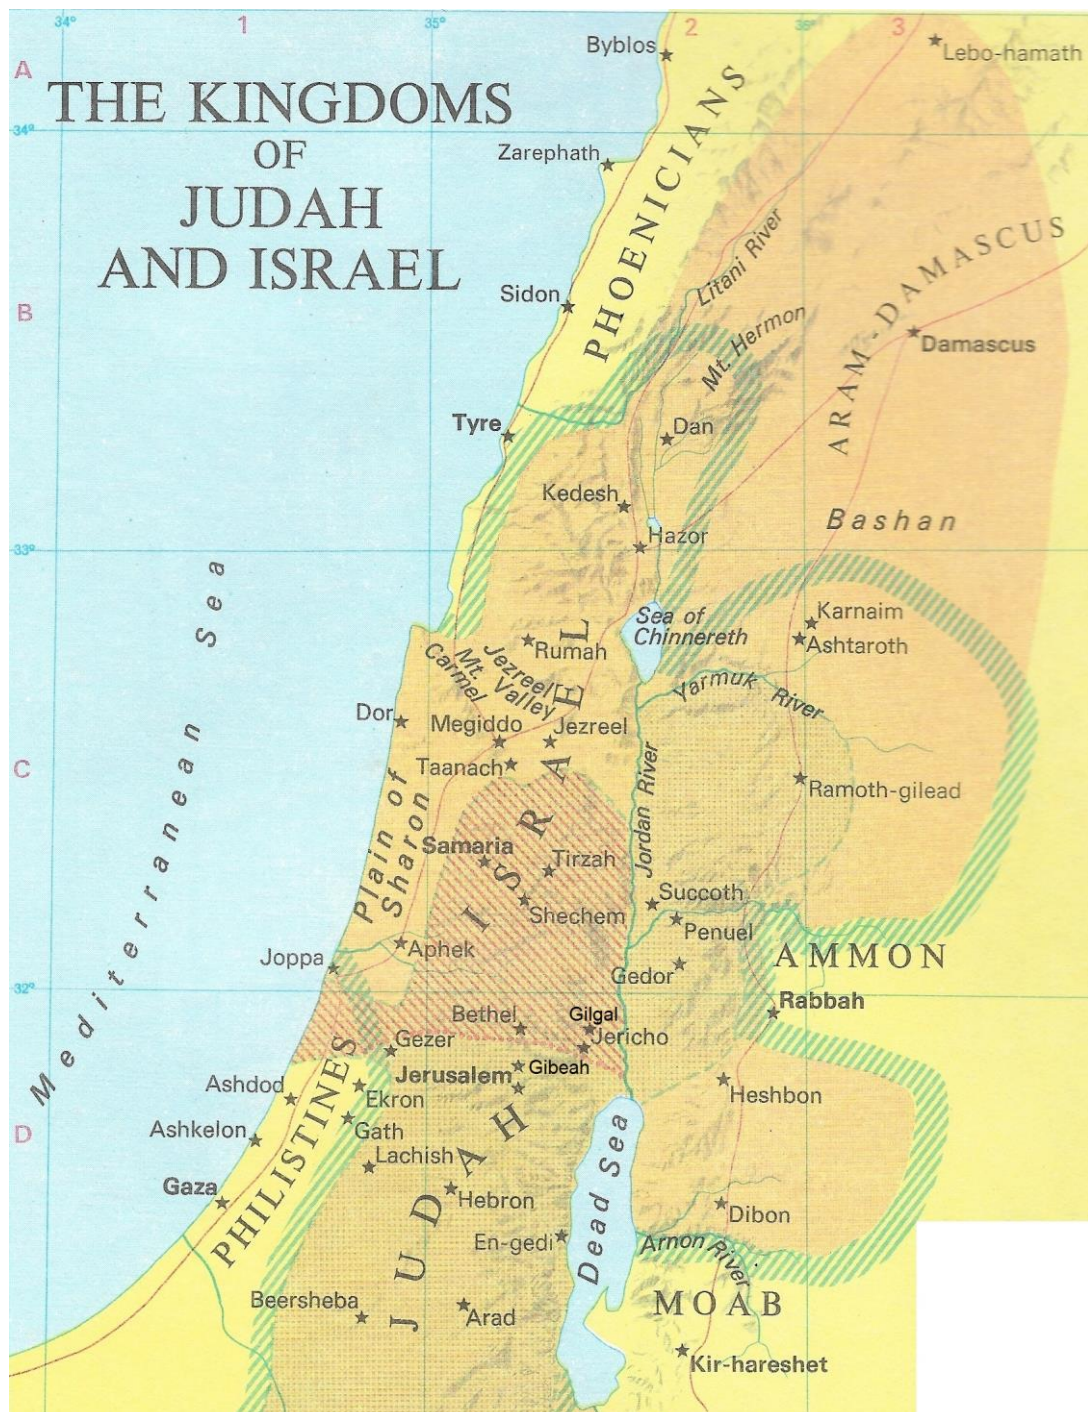 34°
1
35°
2
36°
3
A
Byblos
Lebo-hamath
THE KINGDOMS
OF
JUDAH
AND ISRAEL
34°
Zarephath
PHOENICIANS
Litani River
ARAM-DAMASCUS
Sidon
B
Mt. Hermon
Damascus
Tyre
Dan
Kedesh
Bashan
Hazor
33°
Mediterranean Sea
Sea of
Chinnereth
Karnaim
Ashtaroth
Rumah
Jezreel
Valley
Mt.
Carmel
Yarmuk River
Dor
Megiddo
Jezreel
Taanach
C
ISRAEL
Jordan River
Ramoth-gilead
Plain of
Sharon
Samaria
Tirzah
Succoth
Shechem
Penuel
Aphek
AMMON
Joppa
Gedor
32°
Rabbah
Bethel
Gilgal
Gezer
Jericho
Jerusalem
Gibeah
Ashdod
Ekron
Heshbon
PHILISTINES
Gath
Ashkelon
D
Lachish
JUDAH
Dead Sea
Gaza
Hebron
Dibon
En-gedi
Arnon River
Beersheba
Arad
MOAB
Kir-hareshet